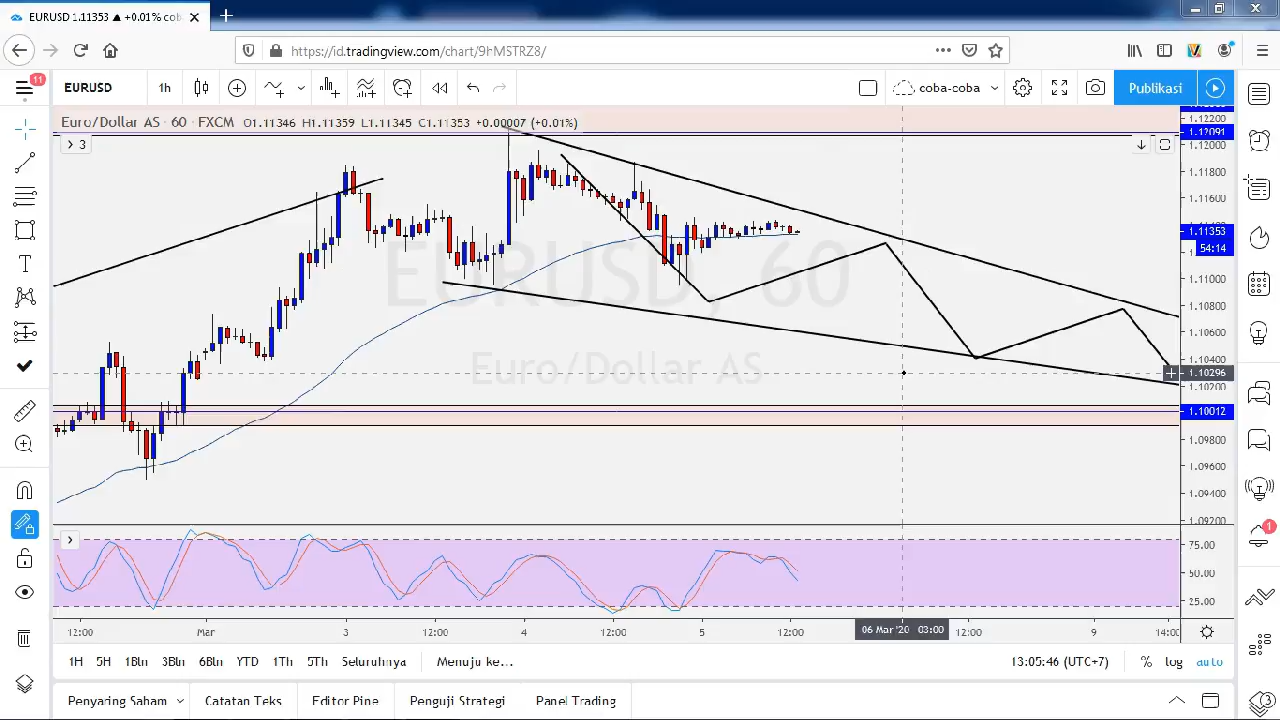 EURUSD 1.11353 ▲ +0.01% cob
https://id.tradingview.com/chart/9hMSTRZ8/
11
EURUSD
1h
coba-coba
Publikasi
Euro/Dollar AS · 60 · FXCM O1.11346 H1.11359 L1.11345 C1.11353 +0.00007 (+0.01%)
3
EURUSD, 60
Euro/Dollar AS
1.12200
1.12091
1.12000
1.11800
1.11600
1.11353
54:14
1.11000
1.10800
1.10600
1.10400
1.10296
1.10200
1.10012
1.09800
1.09600
1.09400
1.09200
75.00
50.00
25.00
1
12:00 Mar 3 12:00 4 12:00 5 12:00 06 Mar '20 03:00 12:00 9 14:00
1H 5H 1Bln 3Bln 6Bln YTD 1Th 5Th Seluruhnya Menuju ke... 13:05:46 (UTC+7) % log auto
Penyaring Saham Catatan Teks Editor Pine Penguji Strategi Panel Trading
3